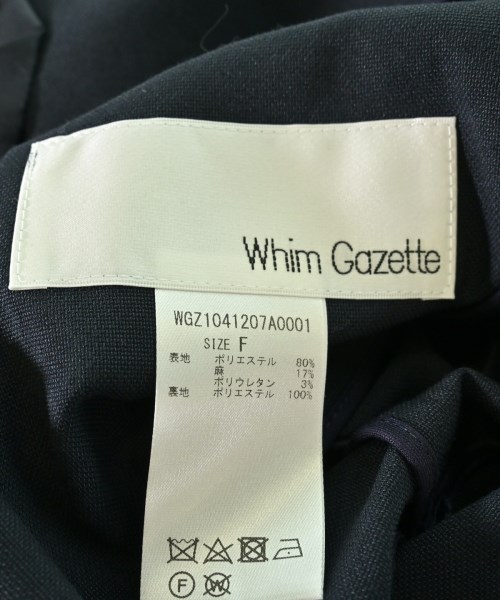 Whim Gazette
WGZ1041207A0001
SIZE F
表地 ポリエステル 80%
麻 17%
ポリウレタン 3%
裏地 ポリエステル 100%
F W